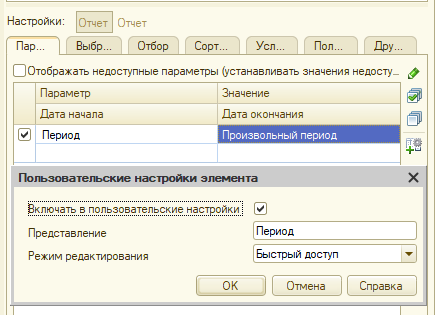 Настройки: Отчет Отчет
Пар... Выбр... Отбор Сорт... Усл... Пол... Дру...
Отображать недоступные параметры (устанавливать значения недосту...
Параметр Значение
Дата начала Дата окончания
Период Произвольный период
Пользовательские настройки элемента
Включать в пользовательские настройки
Представление Период
Режим редактирования Быстрый доступ
OK Отмена Справка